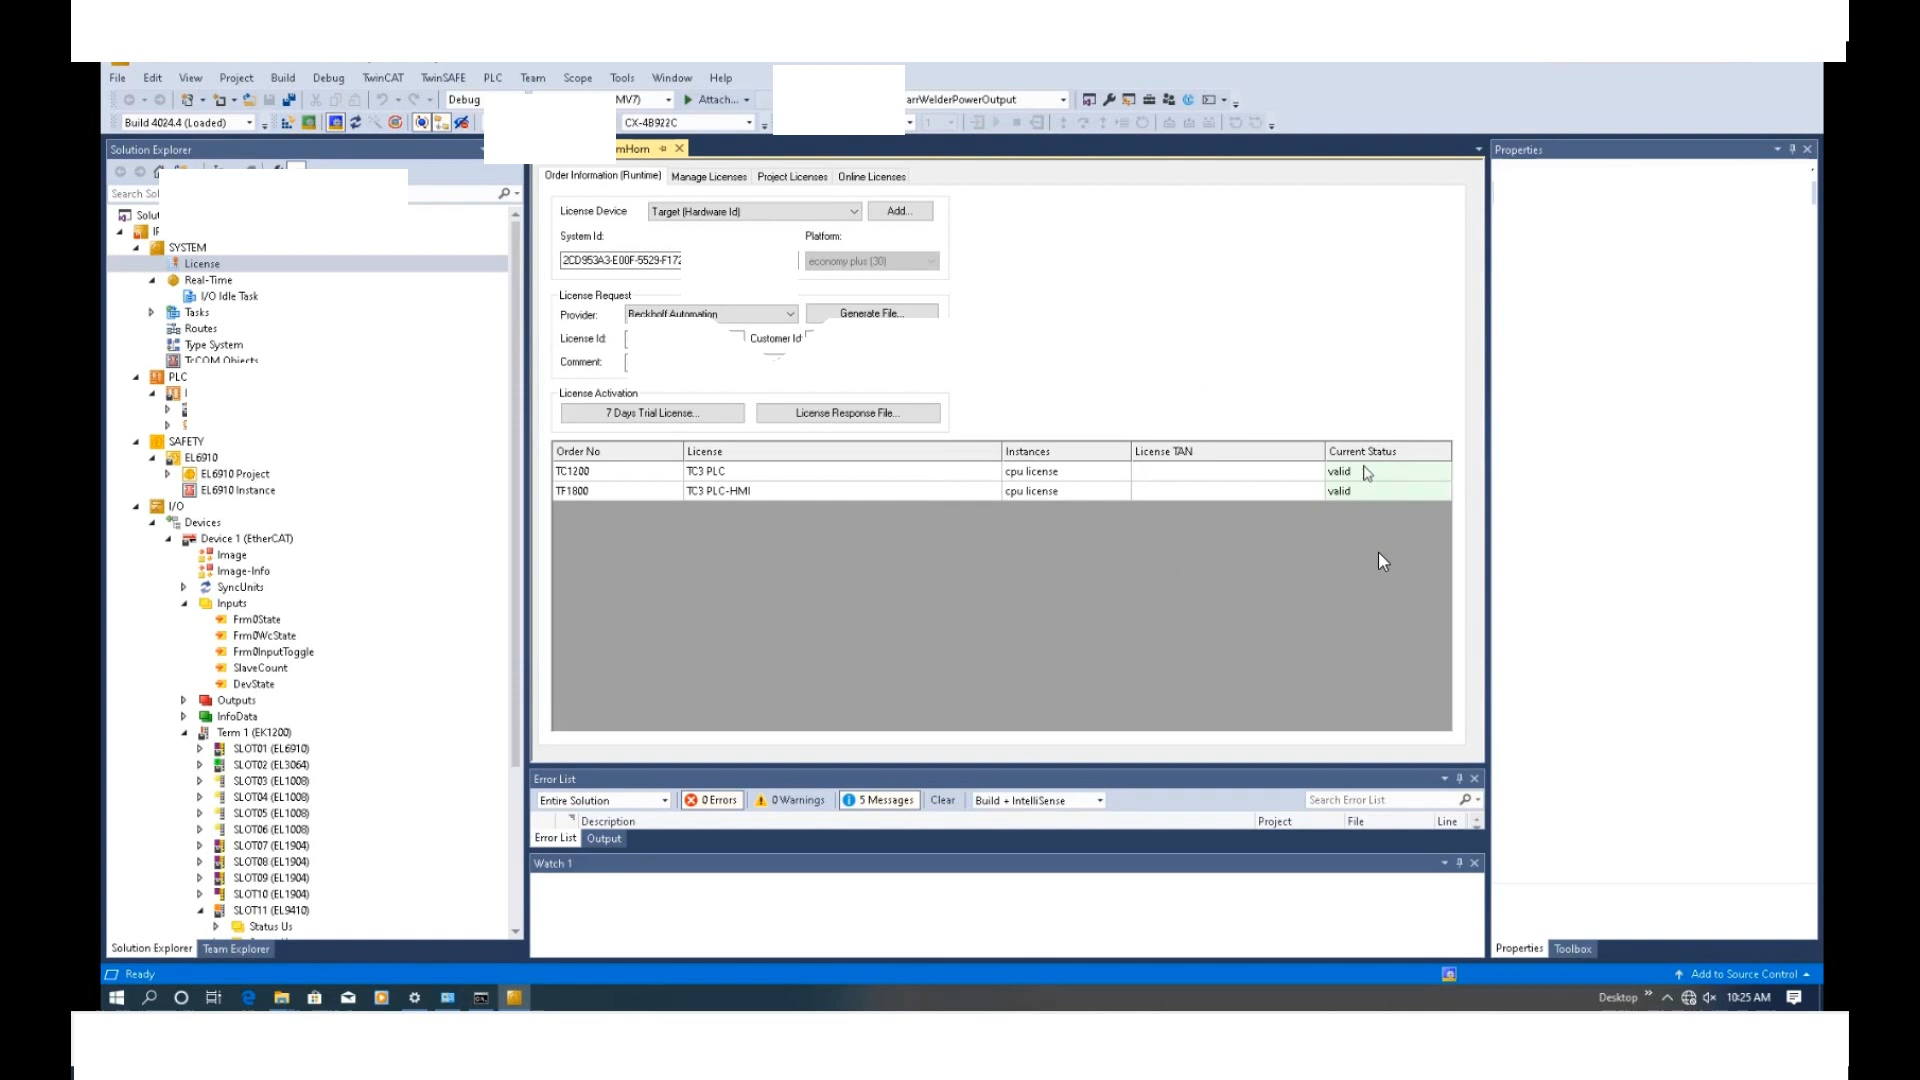 File Edit View Project Build Debug TwinCAT TwinSAFE PLC Team Scope Tools Window Help
Debug MV7) Attach... arrWelderPowerOutput
Build 4024.4 (Loaded) CX-4B922C 1
Solution Explorer
Search Sol
Solut
SYSTEM
License
Real-Time
I/O Idle Task
Tasks
Routes
Type System
TcCOM Objects
PLC
SAFETY
EL6910
EL6910 Project
EL6910 Instance
I/O
Devices
Device 1 (EtherCAT)
Image
Image-Info
SyncUnits
Inputs
Frm0State
Frm0WcState
Frm0InputToggle
SlaveCount
DevState
Outputs
InfoData
Term 1 (EK1200)
SLOT01 (EL6910)
SLOT02 (EL3064)
SLOT03 (EL1008)
SLOT04 (EL1008)
SLOT05 (EL1008)
SLOT06 (EL1008)
SLOT07 (EL1904)
SLOT08 (EL1904)
SLOT09 (EL1904)
SLOT10 (EL1904)
SLOT11 (EL9410)
Status Us
Solution Explorer Team Explorer
mHorn
Order Information (Runtime) Manage Licenses Project Licenses Online Licenses
License Device Target (Hardware Id) Add...
System Id: Platform:
2CD953A3-E00F-5529-F172 economy plus (30)
License Request
Provider: Beckhoff Automation Generate File...
License Id: Customer Id
Comment:
License Activation
7 Days Trial License... License Response File...
Order No License Instances License TAN Current Status
TC1200 TC3 PLC cpu license valid
TF1800 TC3 PLC-HMI cpu license valid
Error List
Entire Solution 0 Errors 0 Warnings 5 Messages Clear Build + IntelliSense Search Error List
Description Project File Line
Error List Output
Watch 1
Properties
Properties Toolbox
Ready Add to Source Control
Desktop 10:25 AM